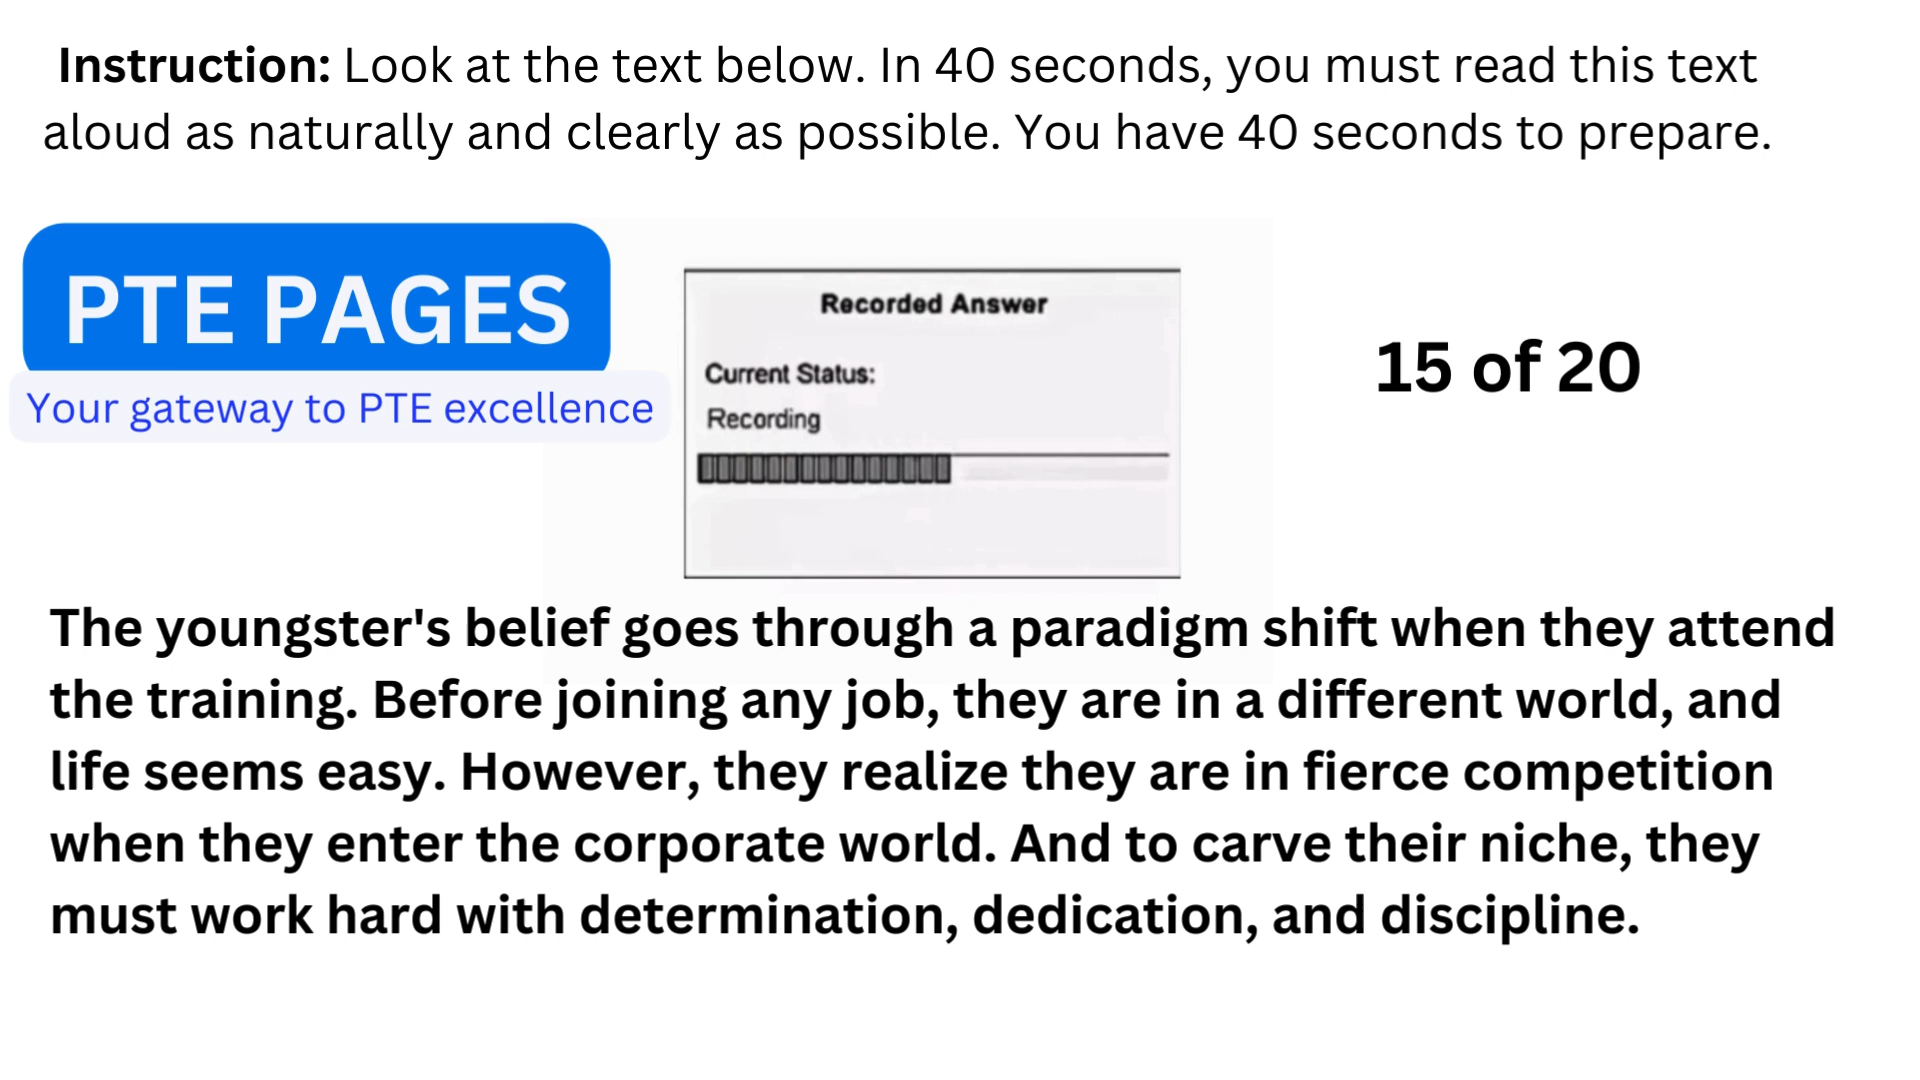 Instruction: Look at the text below. In 40 seconds, you must read this text
aloud as naturally and clearly as possible. You have 40 seconds to prepare.
PTE PAGES
Your gateway to PTE excellence
Recorded Answer
Current Status:
Recording
15 of 20
The youngster's belief goes through a paradigm shift when they attend
the training. Before joining any job, they are in a different world, and
life seems easy. However, they realize they are in fierce competition
when they enter the corporate world. And to carve their niche, they
must work hard with determination, dedication, and discipline.